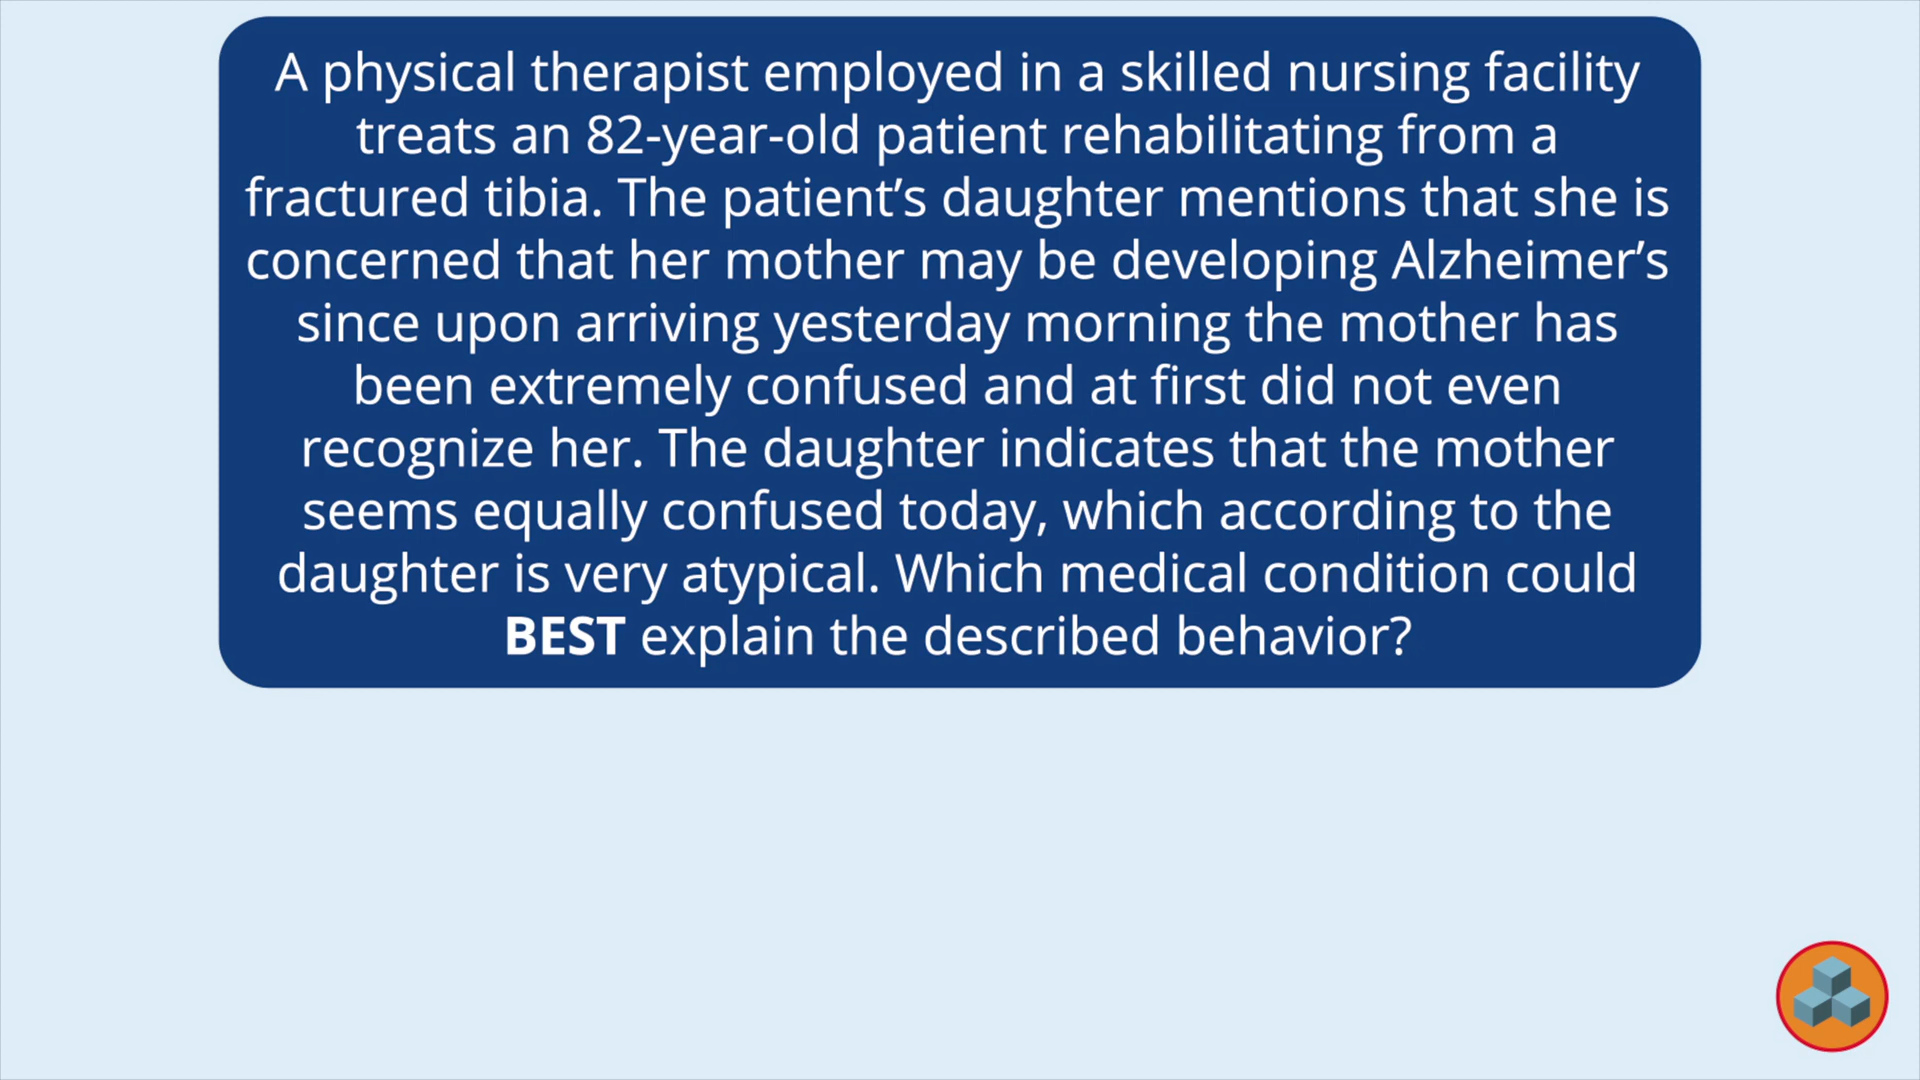 A physical therapist employed in a skilled nursing facility
treats an 82-year-old patient rehabilitating from a
fractured tibia. The patient’s daughter mentions that she is
concerned that her mother may be developing Alzheimer’s
since upon arriving yesterday morning the mother has
been extremely confused and at first did not even
recognize her. The daughter indicates that the mother
seems equally confused today, which according to the
daughter is very atypical. Which medical condition could
BEST explain the described behavior?